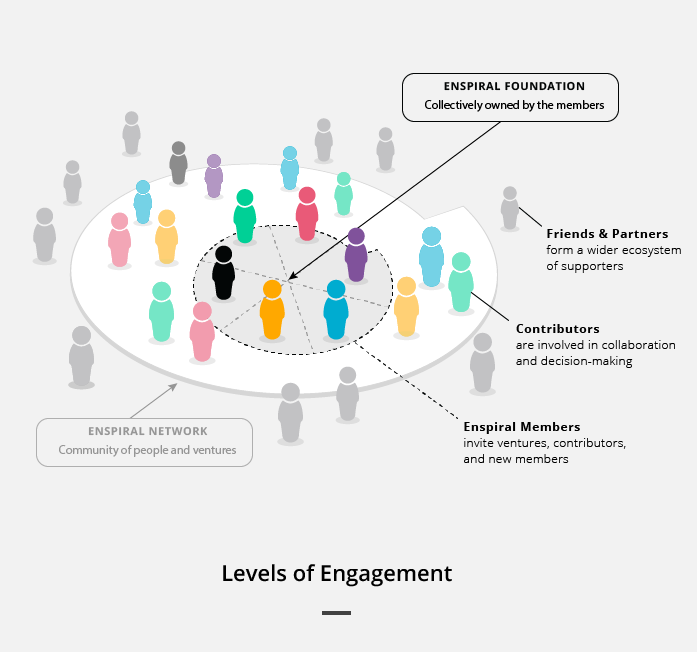 ENSPIRAL FOUNDATION
Collectively owned by the members
Friends & Partners
form a wider ecosystem
of supporters
Contributors
are involved in collaboration
and decision-making
Enspiral Members
invite ventures, contributors,
and new members
ENSPIRAL NETWORK
Community of people and ventures
Levels of Engagement